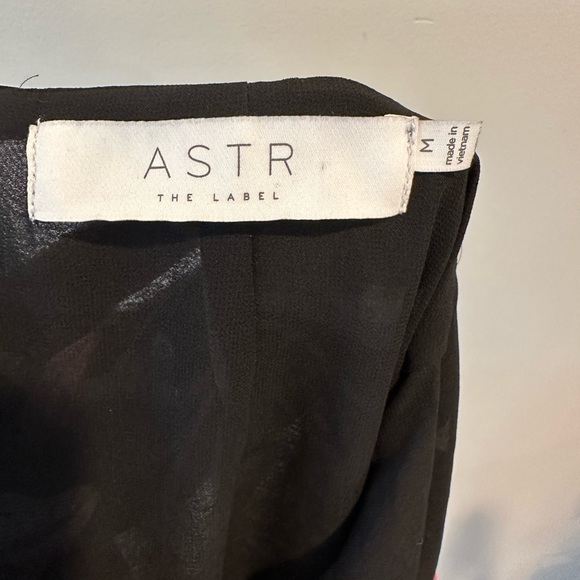 ASTR
THE LABEL
M
made in
vietnam